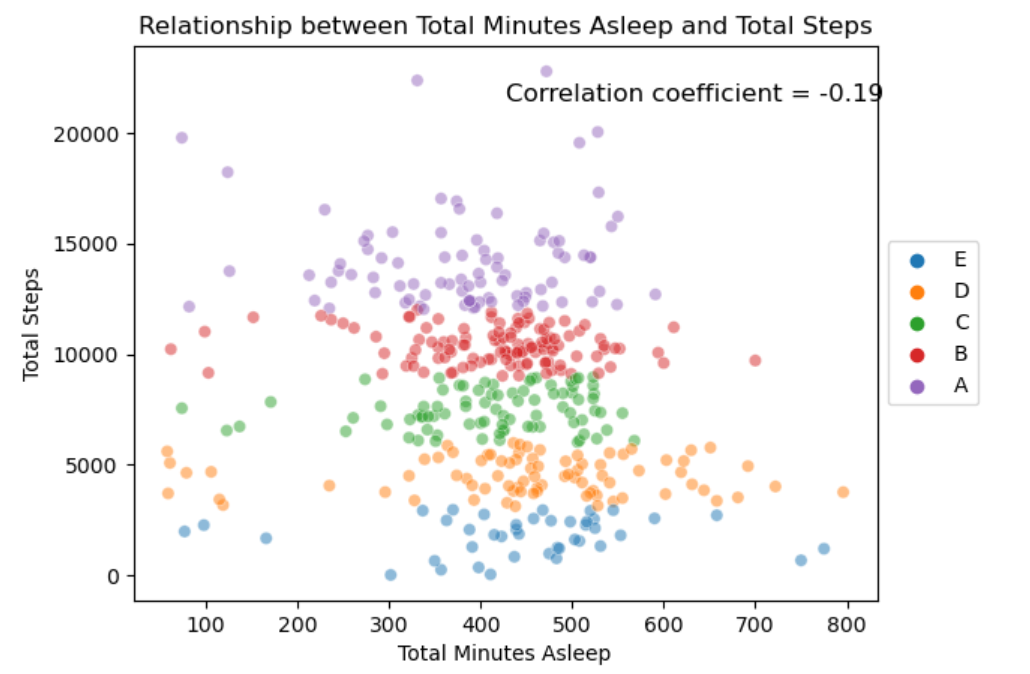 Relationship between Total Minutes Asleep and Total Steps
Correlation coefficient = -0.19
20000
15000
10000
5000
0
Total Steps
100 200 300 400 500 600 700 800
Total Minutes Asleep
E
D
C
B
A